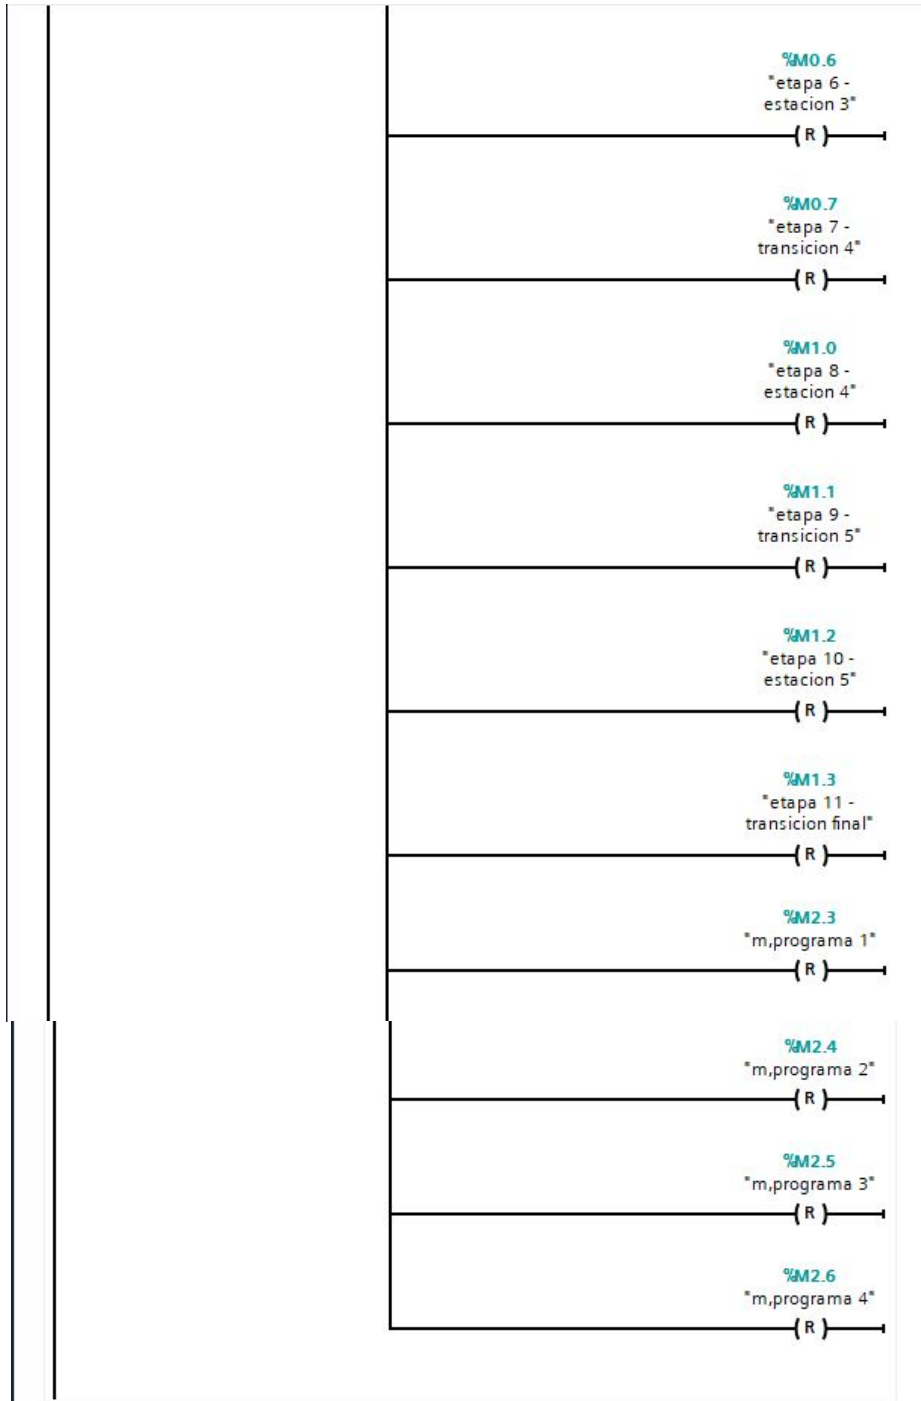 %M0.6
"etapa 6 -
estacion 3"
( R )
%M0.7
"etapa 7 -
transicion 4"
( R )
%M1.0
"etapa 8 -
estacion 4"
( R )
%M1.1
"etapa 9 -
transicion 5"
( R )
%M1.2
"etapa 10 -
estacion 5"
( R )
%M1.3
"etapa 11 -
transicion final"
( R )
%M2.3
"m,programa 1"
( R )
%M2.4
"m,programa 2"
( R )
%M2.5
"m,programa 3"
( R )
%M2.6
"m,programa 4"
( R )